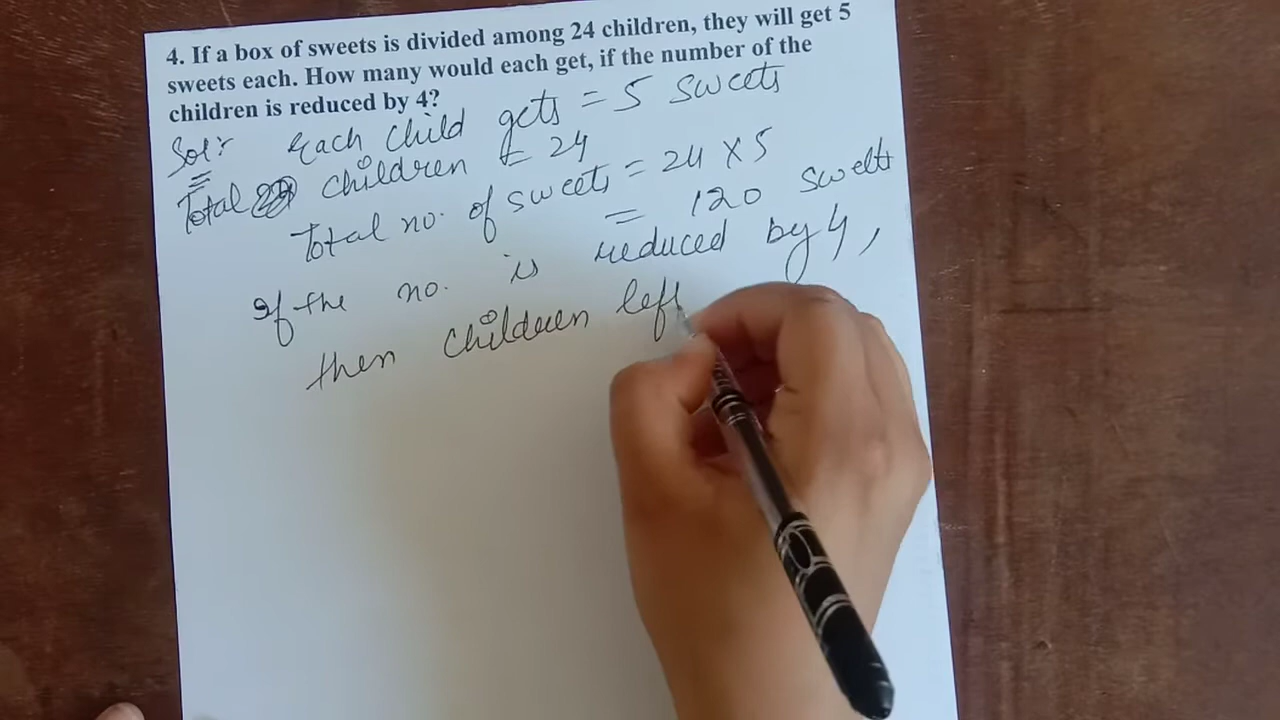 4. If a box of sweets is divided among 24 children, they will get 5
sweets each. How many would each get, if the number of the
children is reduced by 4?
Sol: Each child gets = 5 sweets
Total children = 24
Total no. of sweets = 24 X 5
= 120 sweets
If the no. is reduced by 4,
then children left